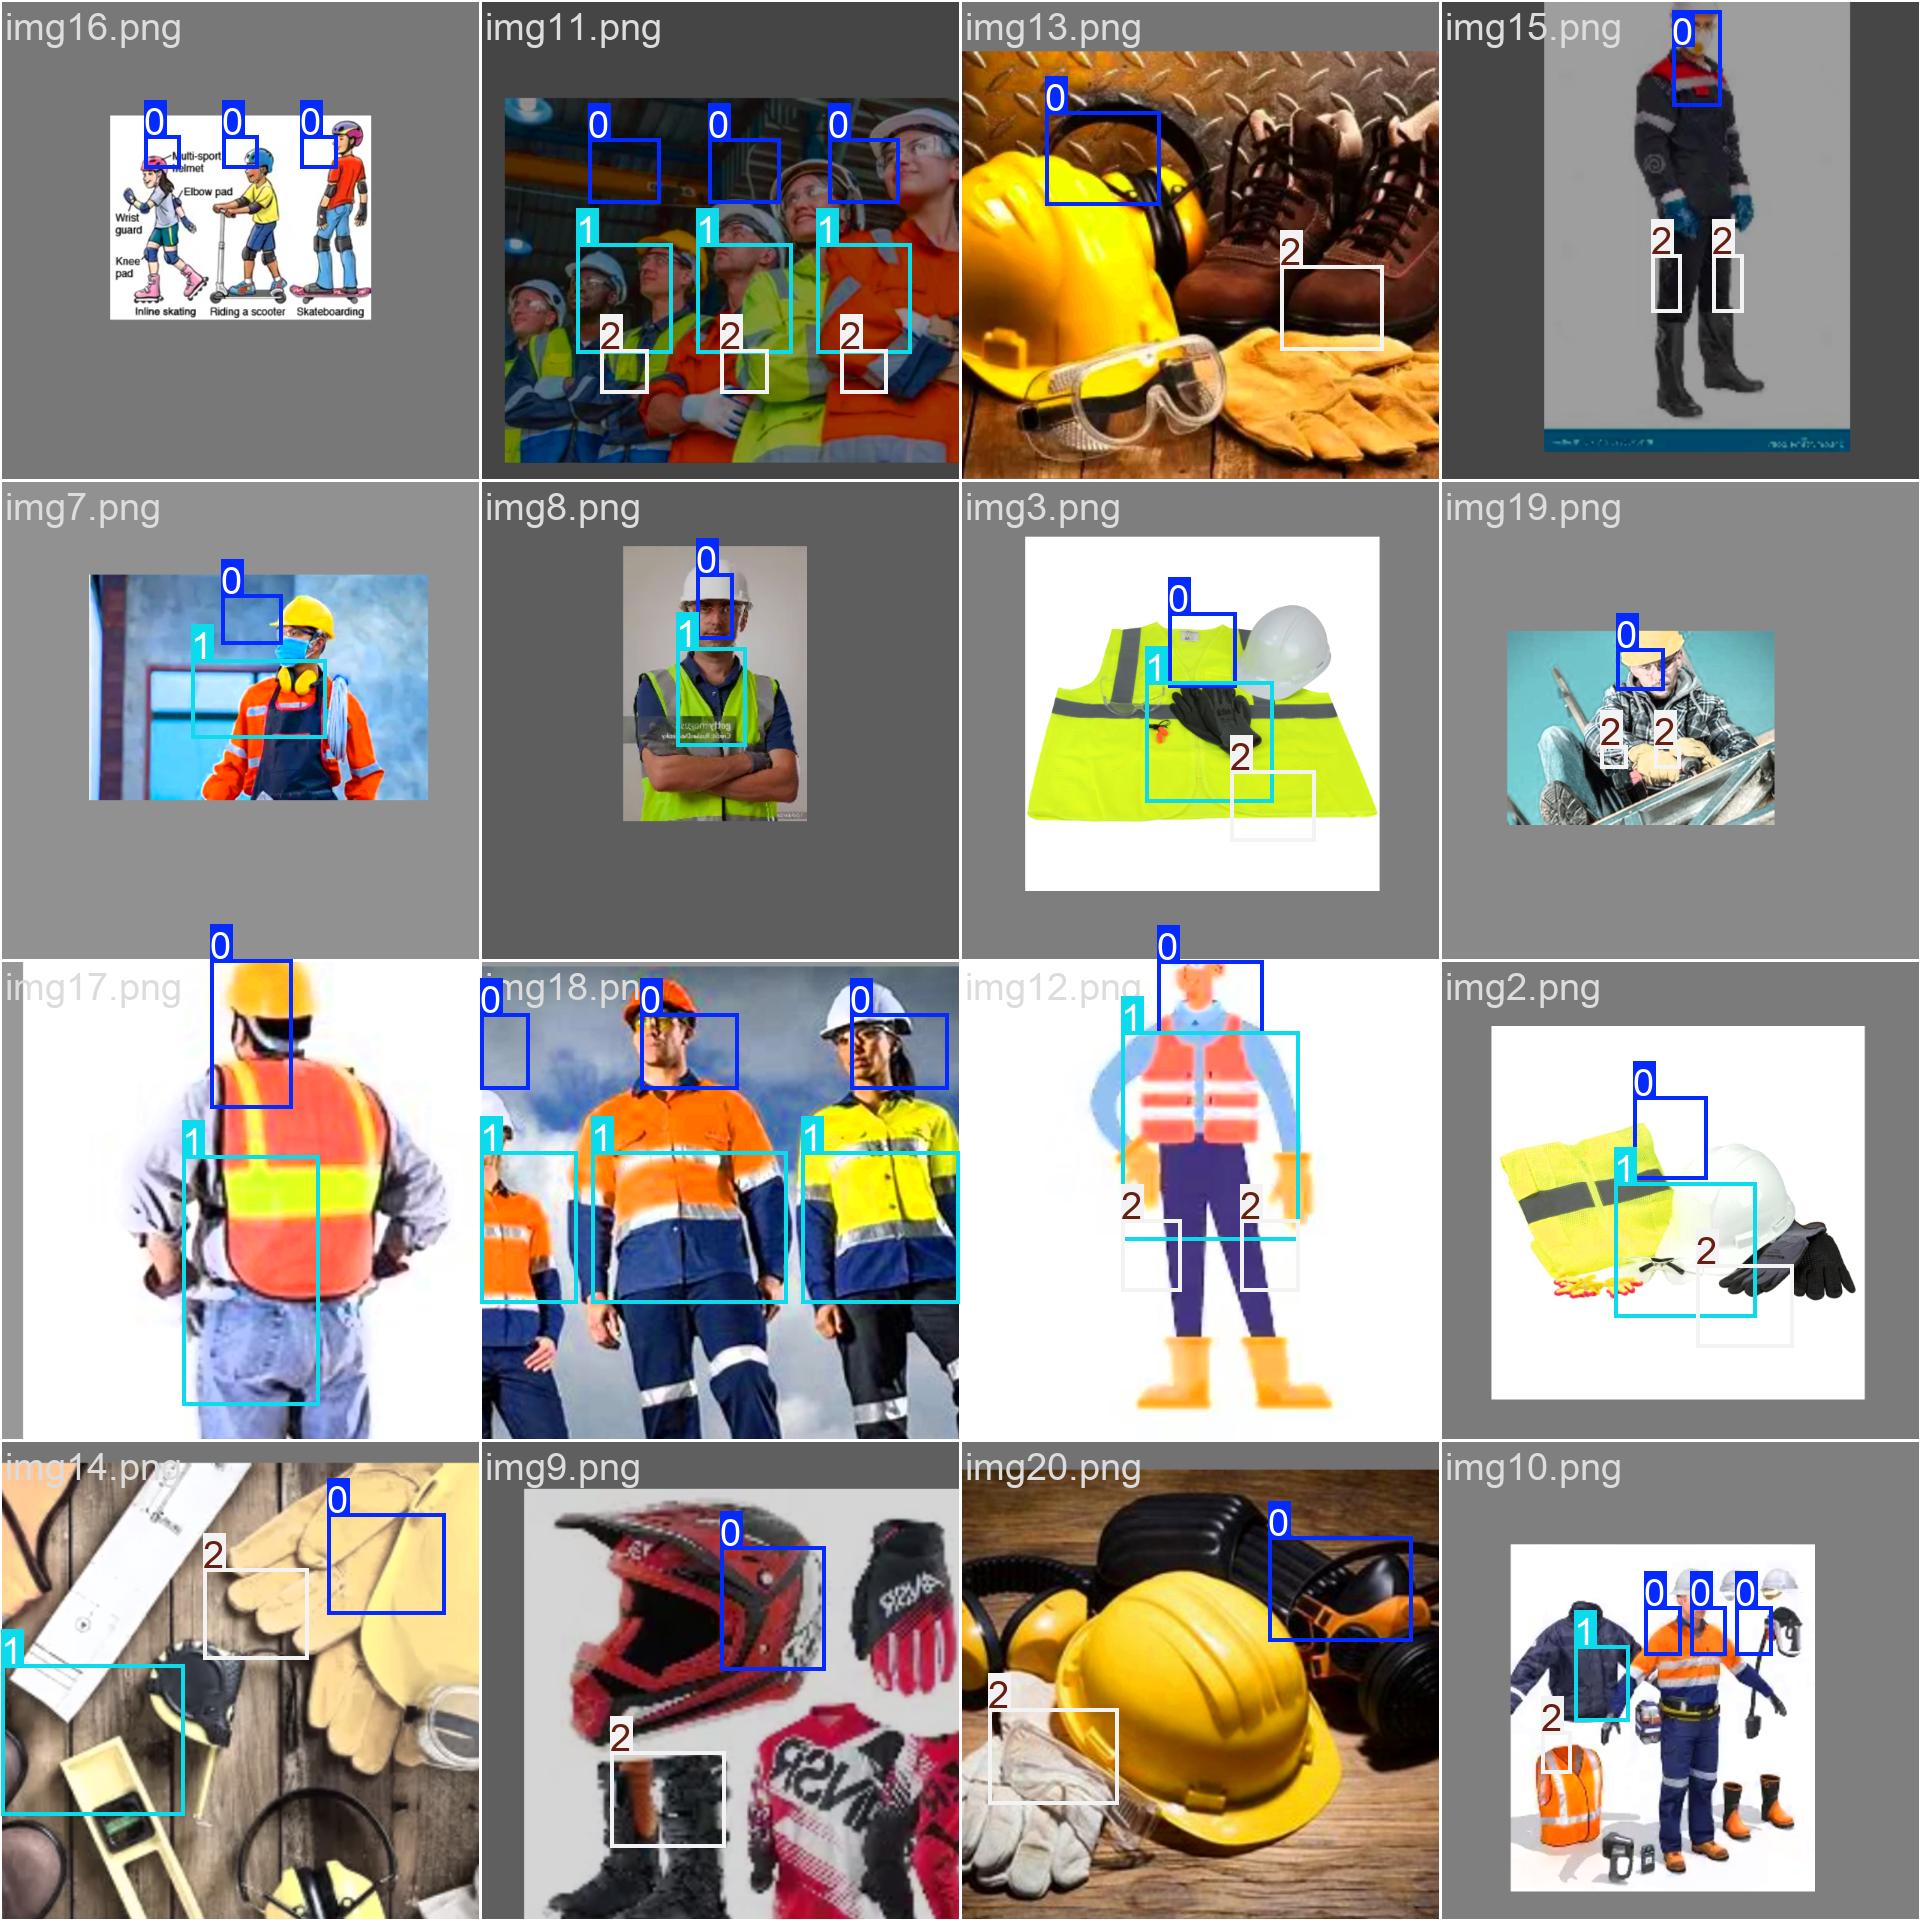 img16.png
img11.png
img13.png
img15.png
0
0
0
Multi-sport
helmet
Elbow pad
Wrist
guard
Knee
pad
Inline skating
Riding a scooter
Skateboarding
0
0
0
1
1
1
2
2
2
0
2
0
2
2
img7.png
img8.png
img3.png
img19.png
0
1
0
1
0
1
2
0
2
2
img17.png
img18.png
img12.png
img2.png
0
1
0
0
0
1
1
1
0
1
2
2
0
1
2
img14.png
img9.png
img20.png
img10.png
0
2
1
0
2
0
2
0
0
0
1
2